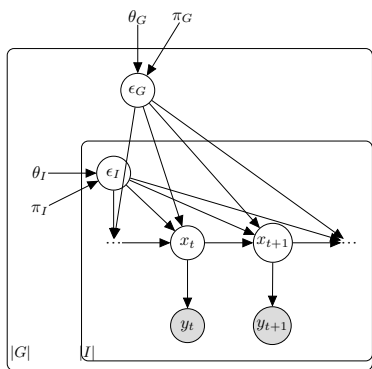 θ_G π_G
ϵ_G
θ_I ϵ_I
π_I
... x_t x_{t+1} ...
y_t y_{t+1}
|G| |I|